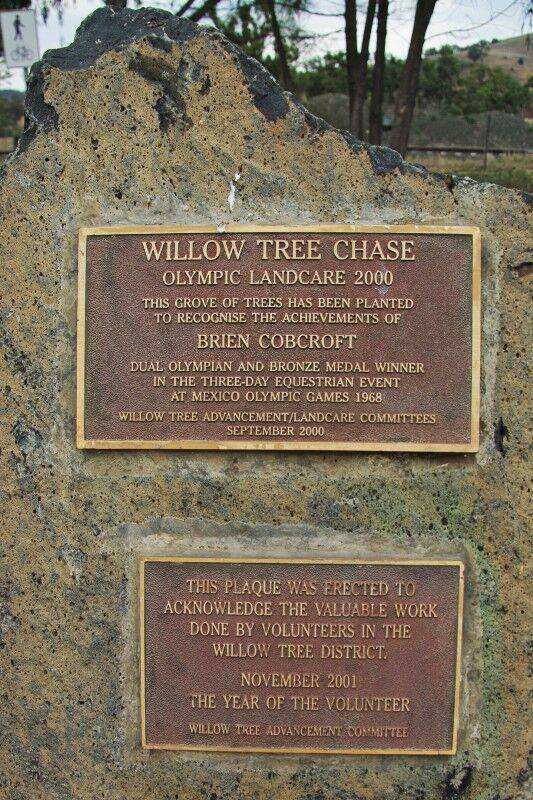 WILLOW TREE CHASE
OLYMPIC LANDCARE 2000
THIS GROVE OF TREES HAS BEEN PLANTED
TO RECOGNISE THE ACHIEVEMENTS OF
BRIEN COBCROFT
DUAL OLYMPIAN AND BRONZE MEDAL WINNER
IN THE THREE-DAY EQUESTRIAN EVENT
AT MEXICO OLYMPIC GAMES 1968
WILLOW TREE ADVANCEMENT/LANDCARE COMMITTEES
SEPTEMBER 2000
THIS PLAQUE WAS ERECTED TO
ACKNOWLEDGE THE VALUABLE WORK
DONE BY VOLUNTEERS IN THE
WILLOW TREE DISTRICT.
NOVEMBER 2001
THE YEAR OF THE VOLUNTEER
WILLOW TREE ADVANCEMENT COMMITTEE